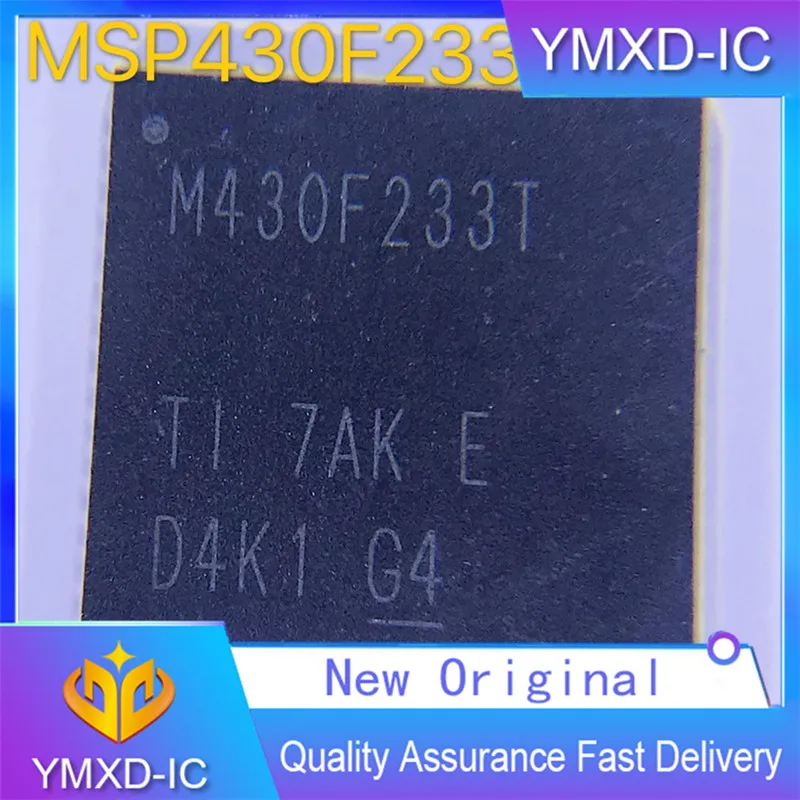 MSP430F233
YMXD-IC
M430F233T
TI 7AK E
D4K1 G4
New Original
YMXD-IC
Quality Assurance Fast Delivery